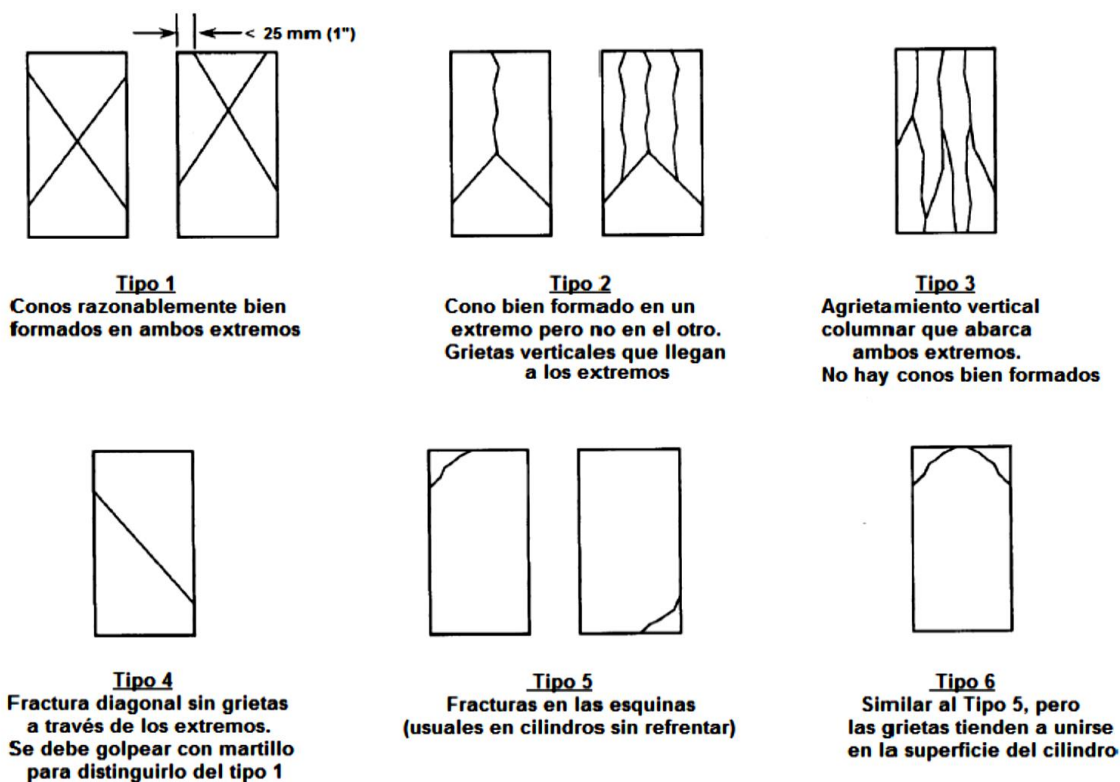 < 25 mm (1")
Tipo 1
Conos razonablemente bien
formados en ambos extremos
Tipo 2
Cono bien formado en un
extremo pero no en el otro.
Grietas verticales que llegan
a los extremos
Tipo 3
Agrietamiento vertical
columnar que abarca
ambos extremos.
No hay conos bien formados
Tipo 4
Fractura diagonal sin grietas
a través de los extremos.
Se debe golpear con martillo
para distinguirlo del tipo 1
Tipo 5
Fracturas en las esquinas
(usuales en cilindros sin refrentar)
Tipo 6
Similar al Tipo 5, pero
las grietas tienden a unirse
en la superficie del cilindro